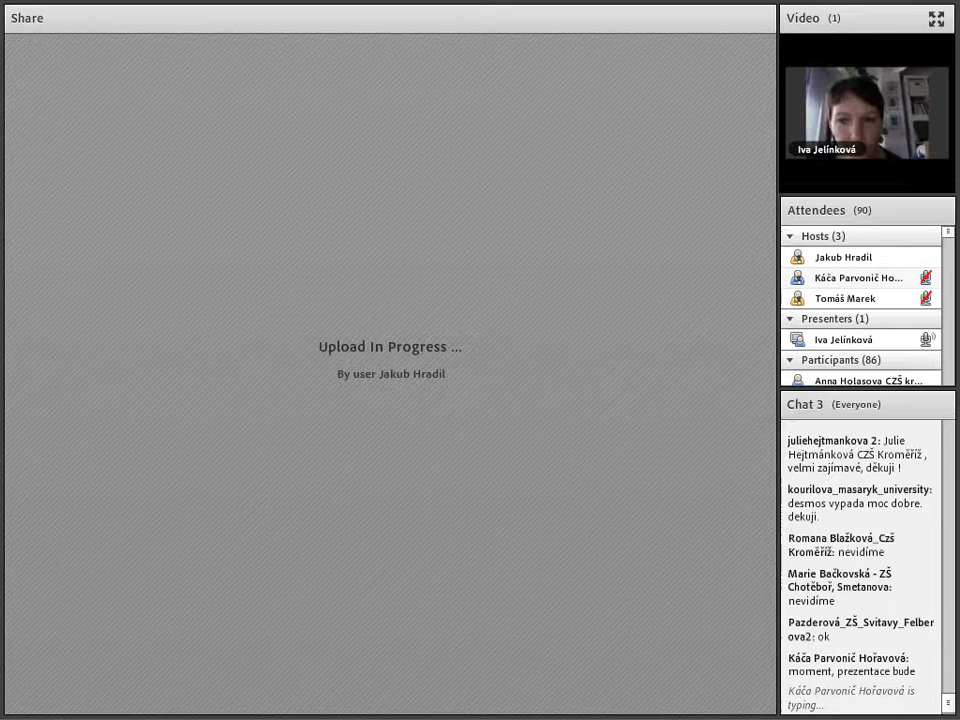 Share
Upload In Progress ...
By user Jakub Hradil
Video (1)
Iva Jelínková
Attendees (90)
Hosts (3)
Jakub Hradil
Káča Parvonič Ho...
Tomáš Marek
Presenters (1)
Iva Jelínková
Participants (86)
Anna Holasova CZŠ kr...
Chat 3 (Everyone)
juliehejtmankova 2: Julie
Hejtmánková CZŠ Kroměříž ,
velmi zajímavé, děkuji !
kourilova_masaryk_university:
desmos vypada moc dobre.
dekuji.
Romana Blažková_Czš
Kroměříž: nevidíme
Marie Bačkovská - ZŠ
Chotěboř, Smetanova:
nevidíme
Pazderová_ZŠ_Svitavy_Felber
ova2: ok
Káča Parvonič Hořavová:
moment, prezentace bude
Káča Parvonič Hořavová is
typing...